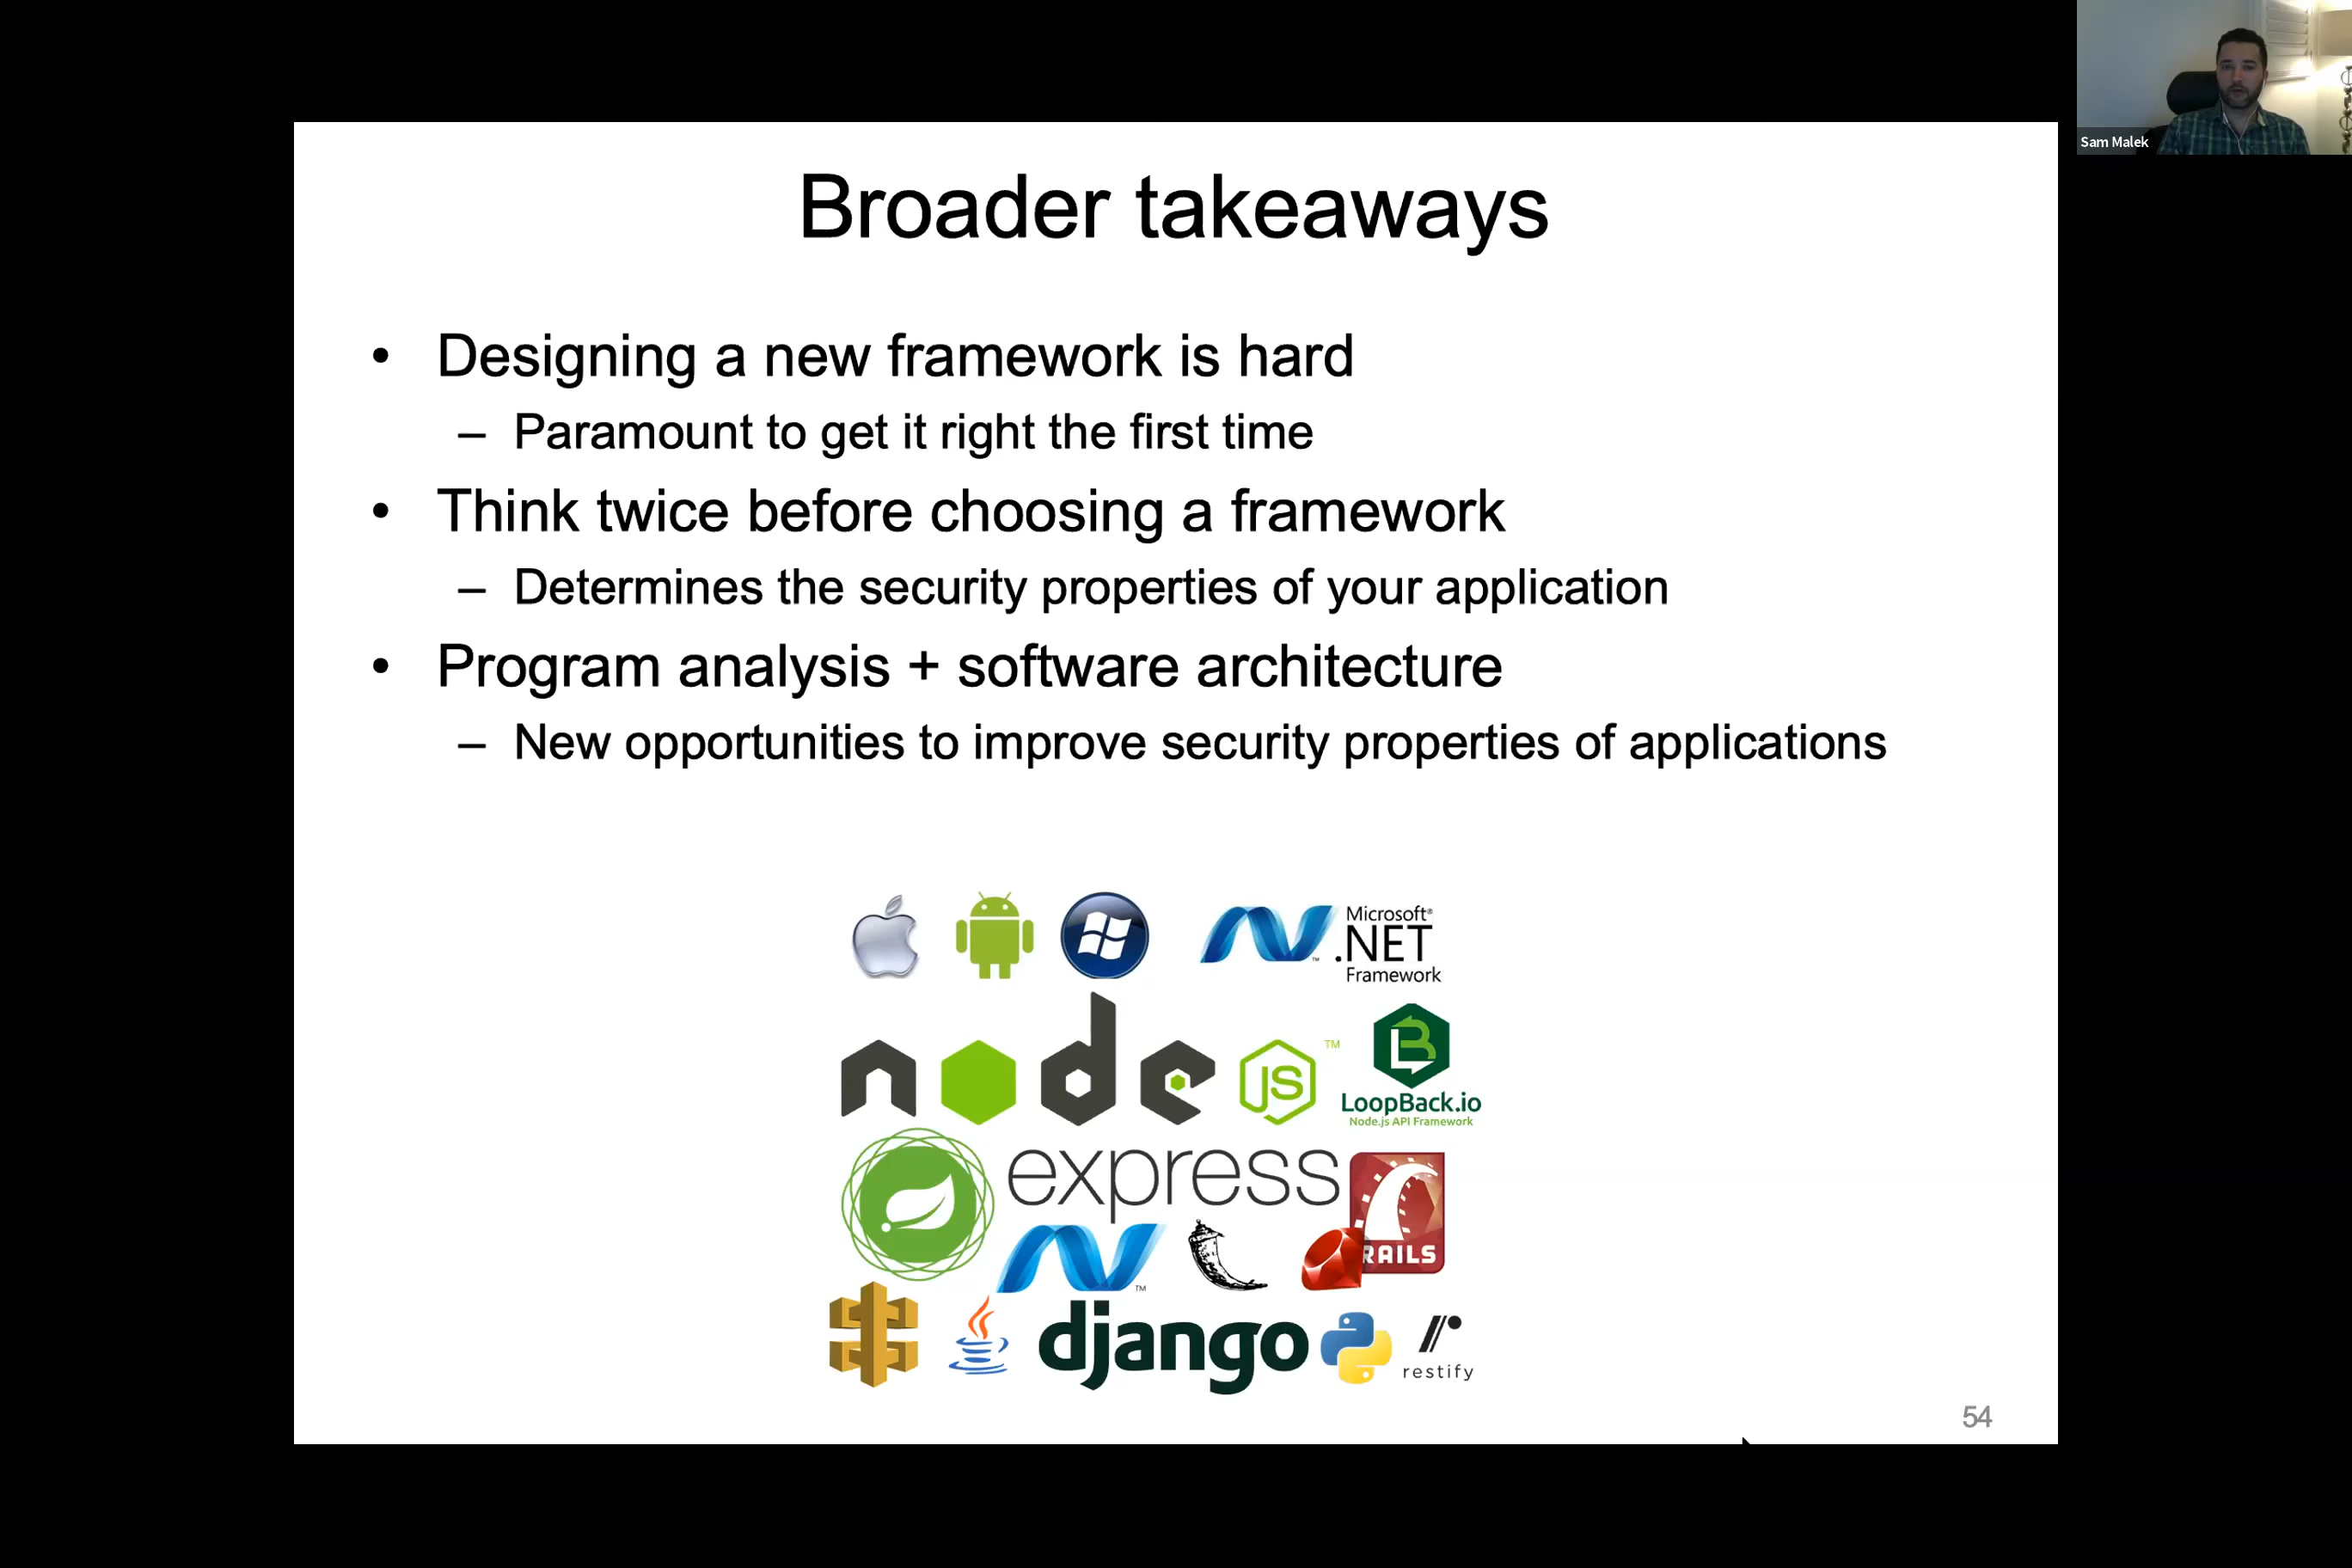 Sam Malek
Broader takeaways
• Designing a new framework is hard
– Paramount to get it right the first time
• Think twice before choosing a framework
– Determines the security properties of your application
• Program analysis + software architecture
– New opportunities to improve security properties of applications
Microsoft®
.NET
Framework
™
node JS ™
LoopBack.io
Node.js API Framework
express
RAILS
™
django
restify
54